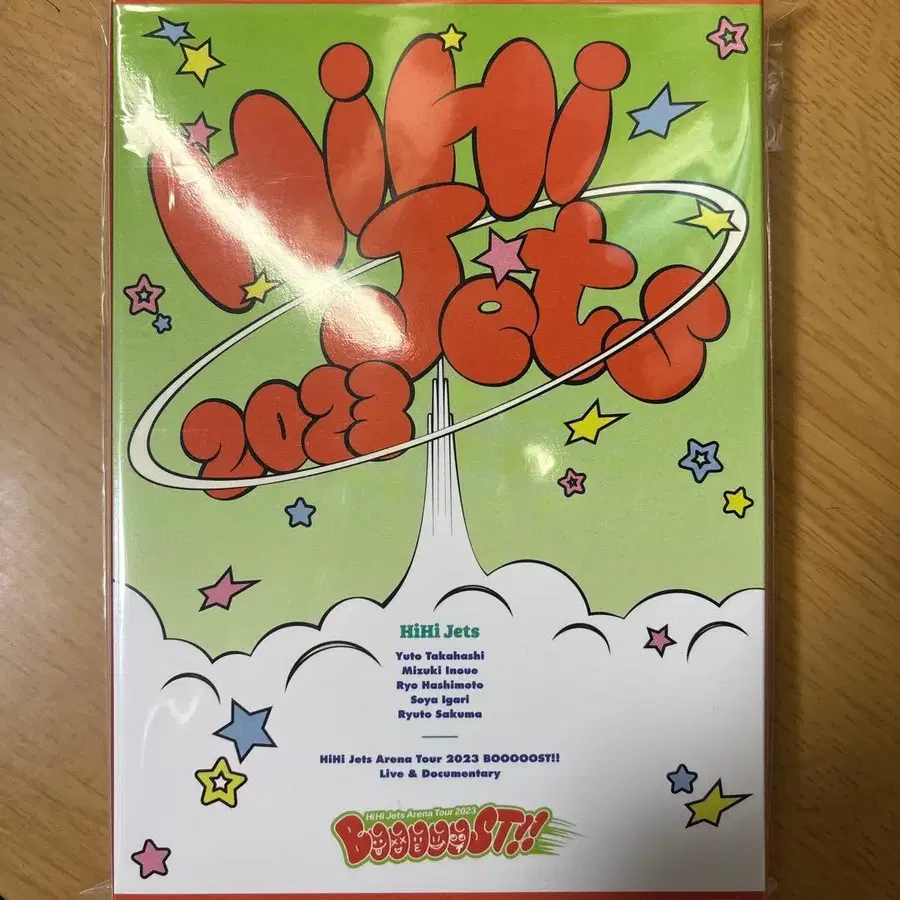 HiHi
Jets
2023
HiHi Jets
Yuto Takahashi
Mizuki Inoue
Ryo Hashimoto
Soya Igari
Ryuto Sakuma
HiHi Jets Arena Tour 2023 BOOOOOST!!
Live & Documentary
HiHi Jets Arena Tour 2023
BOOOOOST!!